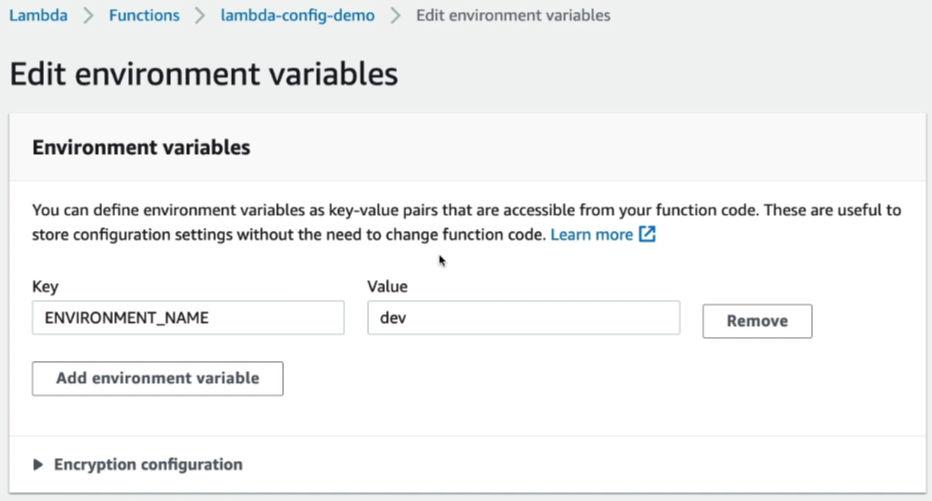 Lambda > Functions > lambda-config-demo > Edit environment variables
Edit environment variables
Environment variables
You can define environment variables as key-value pairs that are accessible from your function code. These are useful to
store configuration settings without the need to change function code. Learn more
Key Value
ENVIRONMENT_NAME dev Remove
Add environment variable
Encryption configuration